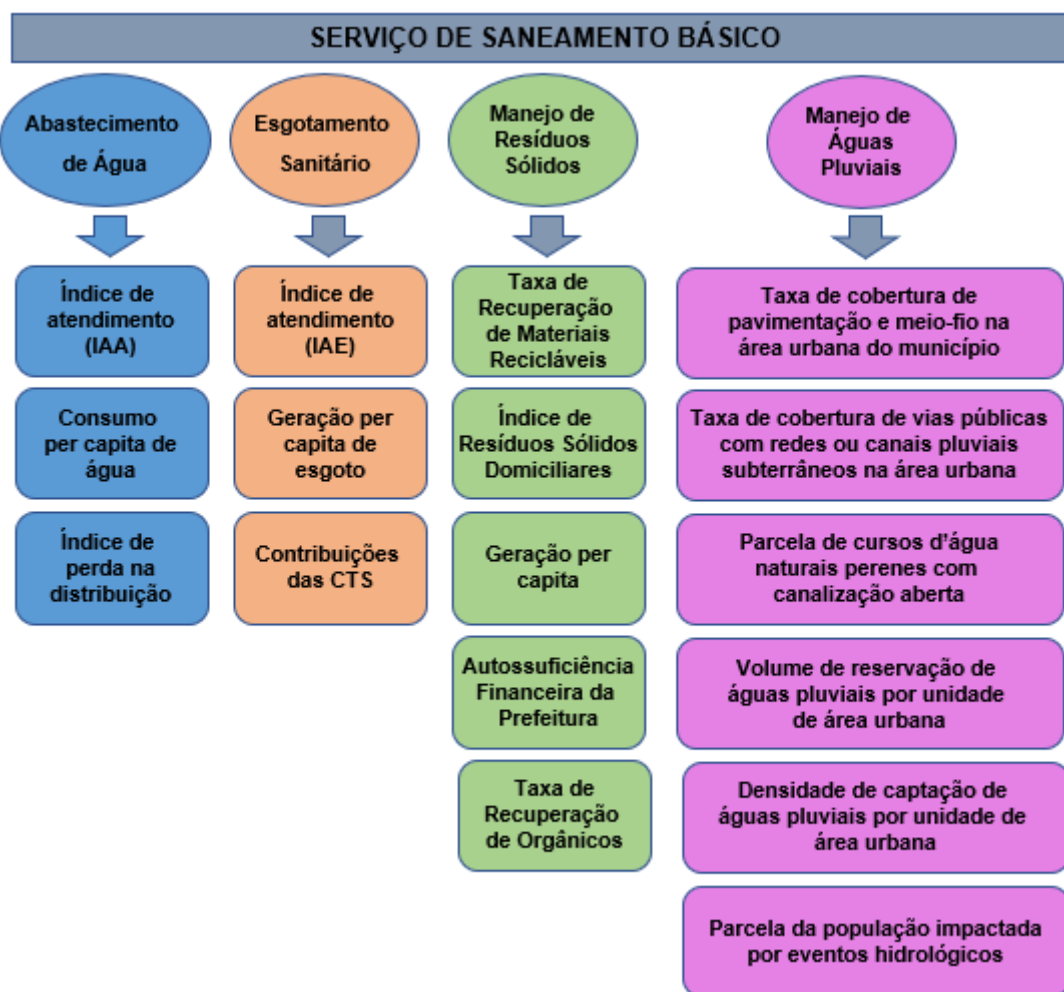 SERVIÇO DE SANEAMENTO BÁSICO
Abastecimento
de Água
Esgotamento
Sanitário
Manejo de
Resíduos
Sólidos
Manejo de
Águas
Pluviais
Índice de
atendimento
(IAA)
Consumo
per capita de
água
Índice de
perda na
distribuição
Índice de
atendimento
(IAE)
Geração per
capita de
esgoto
Contribuições
das CTS
Taxa de
Recuperação
de Materiais
Recicláveis
Índice de
Resíduos Sólidos
Domiciliares
Geração per
capita
Autossuficiência
Financeira da
Prefeitura
Taxa de
Recuperação
de Orgânicos
Taxa de cobertura de
pavimentação e meio-fio na
área urbana do município
Taxa de cobertura de vias públicas
com redes ou canais pluviais
subterrâneos na área urbana
Parcela de cursos d'água
naturais perenes com
canalização aberta
Volume de reservação de
águas pluviais por unidade
de área urbana
Densidade de captação de
águas pluviais por unidade de
área urbana
Parcela da população impactada
por eventos hidrológicos